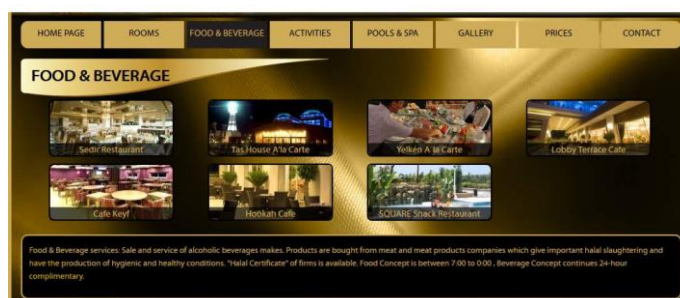 HOME PAGE ROOMS FOOD & BEVERAGE ACTIVITIES POOLS & SPA GALLERY PRICES CONTACT
FOOD & BEVERAGE
Sedir Restaurant Tas House A'la Carte Yelken A la Carte Lobby Terrace Cafe
Cafe Keyf Hookah Cafe SQUARE Snack Restaurant
Food & Beverage services: Sale and service of alcoholic beverages makes. Products are bought from meat and meat products companies which give important halal slaughtering and
have the production of hygienic and healthy conditions. "Halal Certificate" of firms is available. Food Concept is between 7:00 to 0:00 , Beverage Concept continues 24-hour
complimentary.